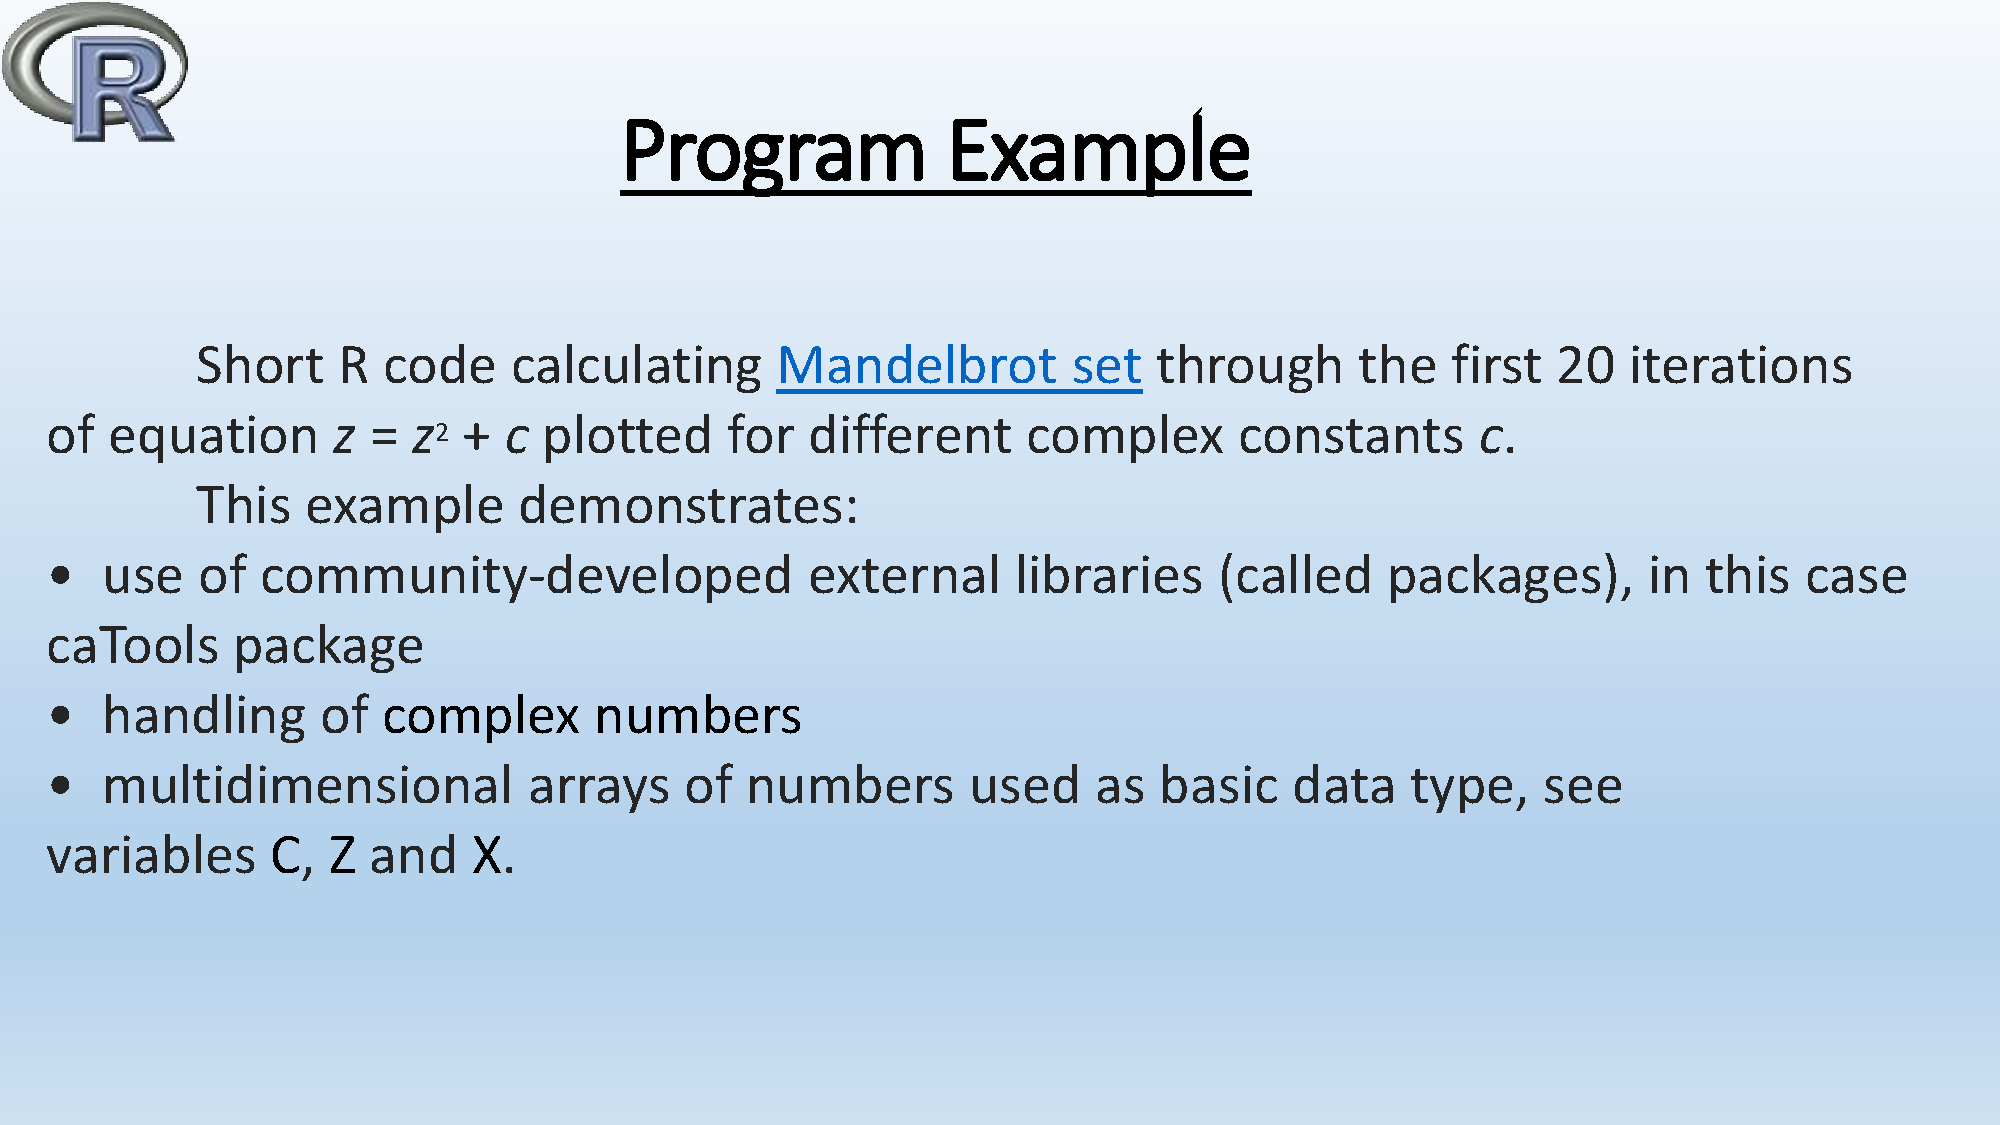 R
Program Example
Short R code calculating Mandelbrot set through the first 20 iterations
of equation z = z² + c plotted for different complex constants c.
This example demonstrates:
• use of community-developed external libraries (called packages), in this case
caTools package
• handling of complex numbers
• multidimensional arrays of numbers used as basic data type, see
variables C, Z and X.